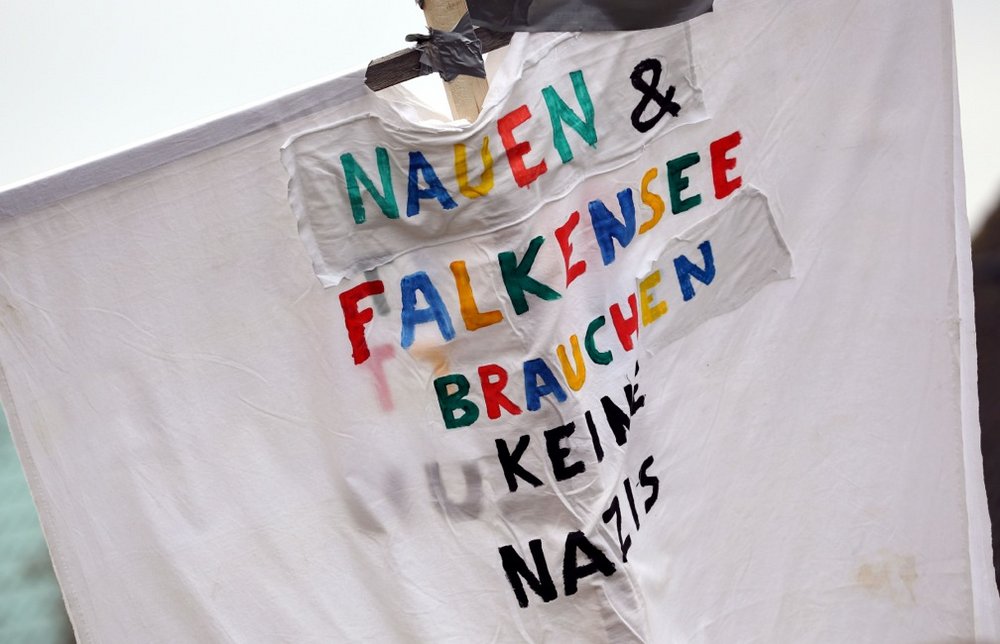 NAUEN &
FALKENSEE
BRAUCHEN
KEINE
NAZIS